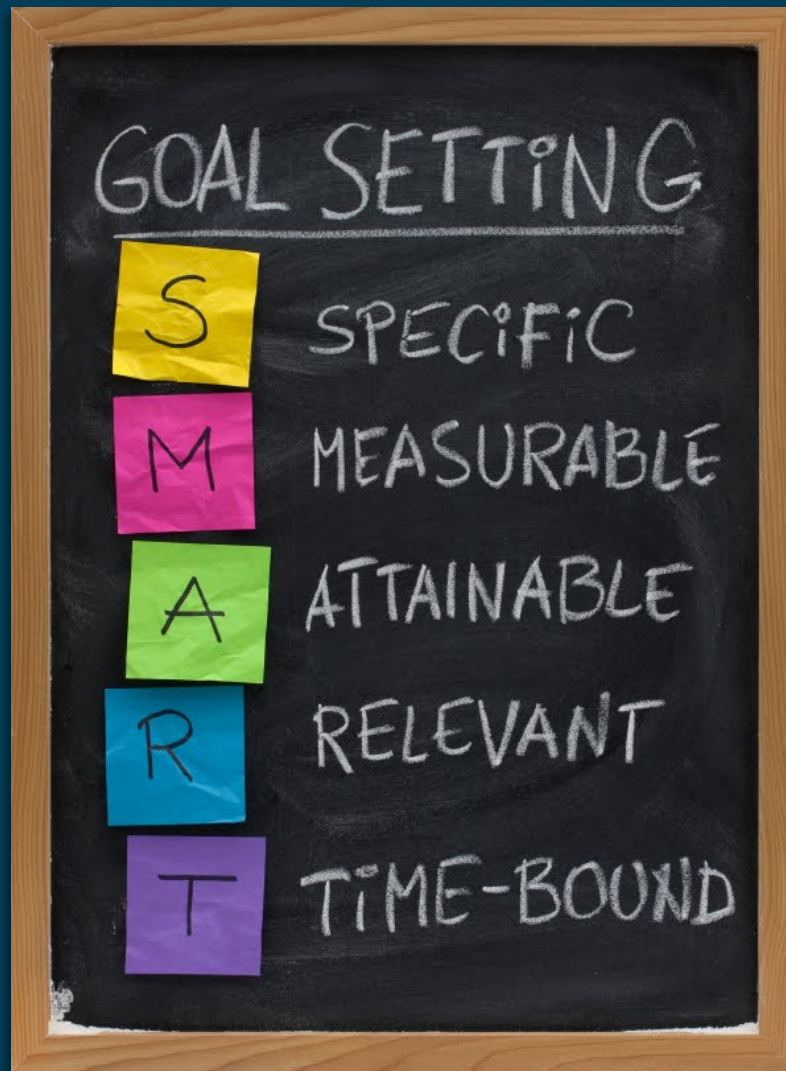 GOAL SETTiNG
S SPECiFiC
M MEASURABLE
A ATTAINABLE
R RELEVANT
T TiME-BOUND